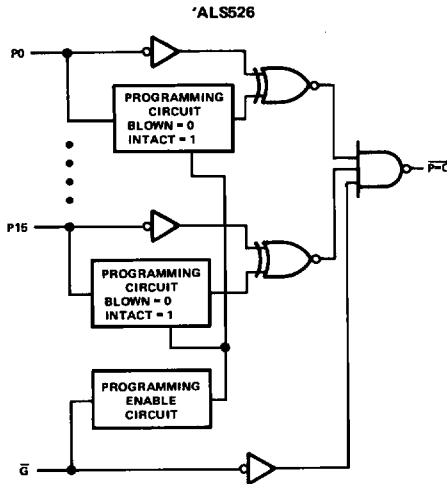 'ALS526
P0
PROGRAMMING
CIRCUIT
BLOWN = 0
INTACT = 1
P15
PROGRAMMING
CIRCUIT
BLOWN = 0
INTACT = 1
PROGRAMMING
ENABLE
CIRCUIT
G̅